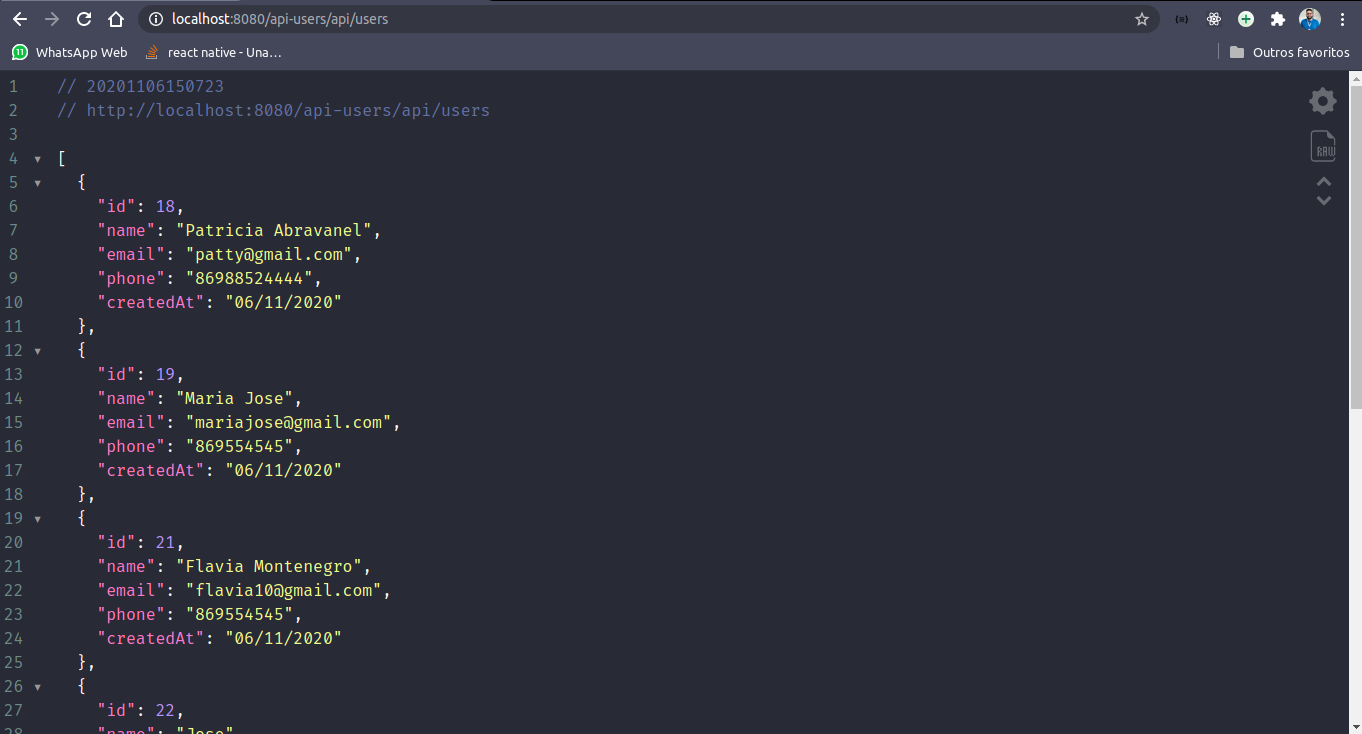 localhost:8080/api-users/api/users
11 WhatsApp Web react native - Una... Outros favoritos
1 // 20201106150723
2 // http://localhost:8080/api-users/api/users
3
4 [
5 {
6 "id": 18,
7 "name": "Patricia Abravanel",
8 "email": "patty@gmail.com",
9 "phone": "86988524444",
10 "createdAt": "06/11/2020"
11 },
12 {
13 "id": 19,
14 "name": "Maria Jose",
15 "email": "mariajose@gmail.com",
16 "phone": "869554545",
17 "createdAt": "06/11/2020"
18 },
19 {
20 "id": 21,
21 "name": "Flavia Montenegro",
22 "email": "flavia10@gmail.com",
23 "phone": "869554545",
24 "createdAt": "06/11/2020"
25 },
26 {
27 "id": 22,
28 "name": "Jose"
RAW